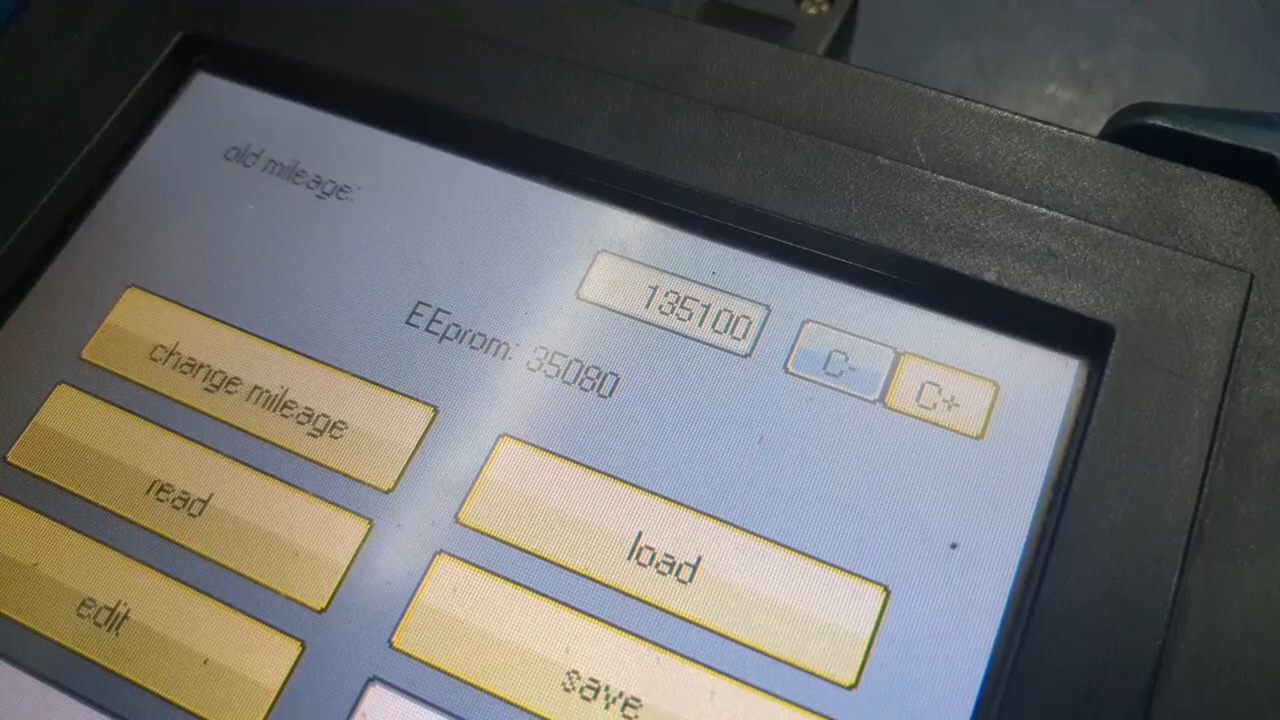 old mileage:
135100
C- C+
EEprom: 35080
change mileage
read
load
edit
save